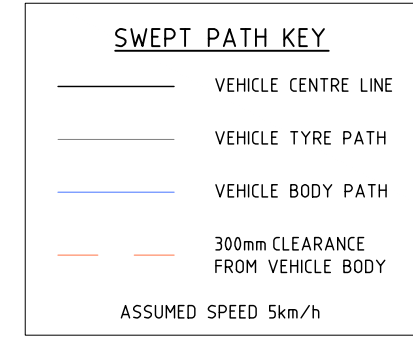 SWEPT PATH KEY
VEHICLE CENTRE LINE
VEHICLE TYRE PATH
VEHICLE BODY PATH
300mm CLEARANCE
FROM VEHICLE BODY
ASSUMED SPEED 5km/h